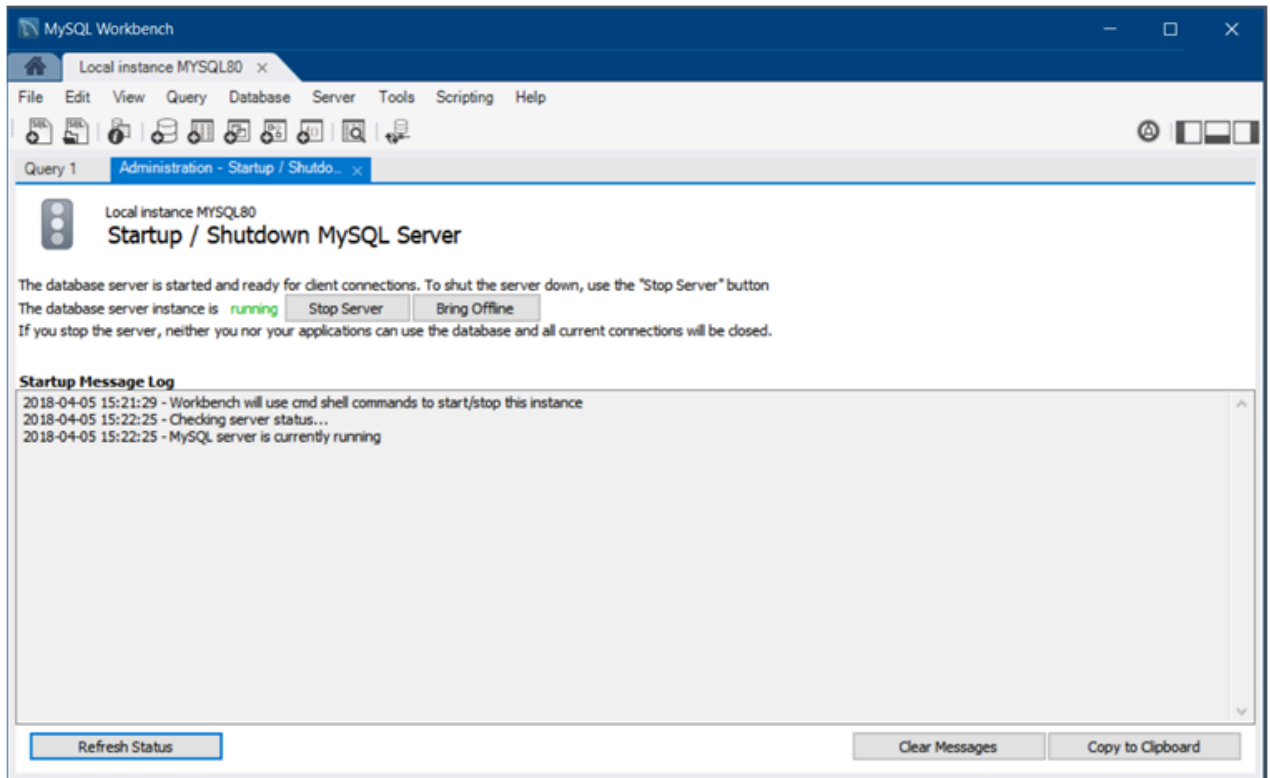 MySQL Workbench
Local instance MYSQL80
File Edit View Query Database Server Tools Scripting Help
Query 1 Administration - Startup / Shutdo...
Local instance MYSQL80
Startup / Shutdown MySQL Server
The database server is started and ready for client connections. To shut the server down, use the "Stop Server" button
The database server instance is running Stop Server Bring Offline
If you stop the server, neither you nor your applications can use the database and all current connections will be closed.
Startup Message Log
2018-04-05 15:21:29 - Workbench will use cmd shell commands to start/stop this instance
2018-04-05 15:22:25 - Checking server status...
2018-04-05 15:22:25 - MySQL server is currently running
Refresh Status Clear Messages Copy to Clipboard